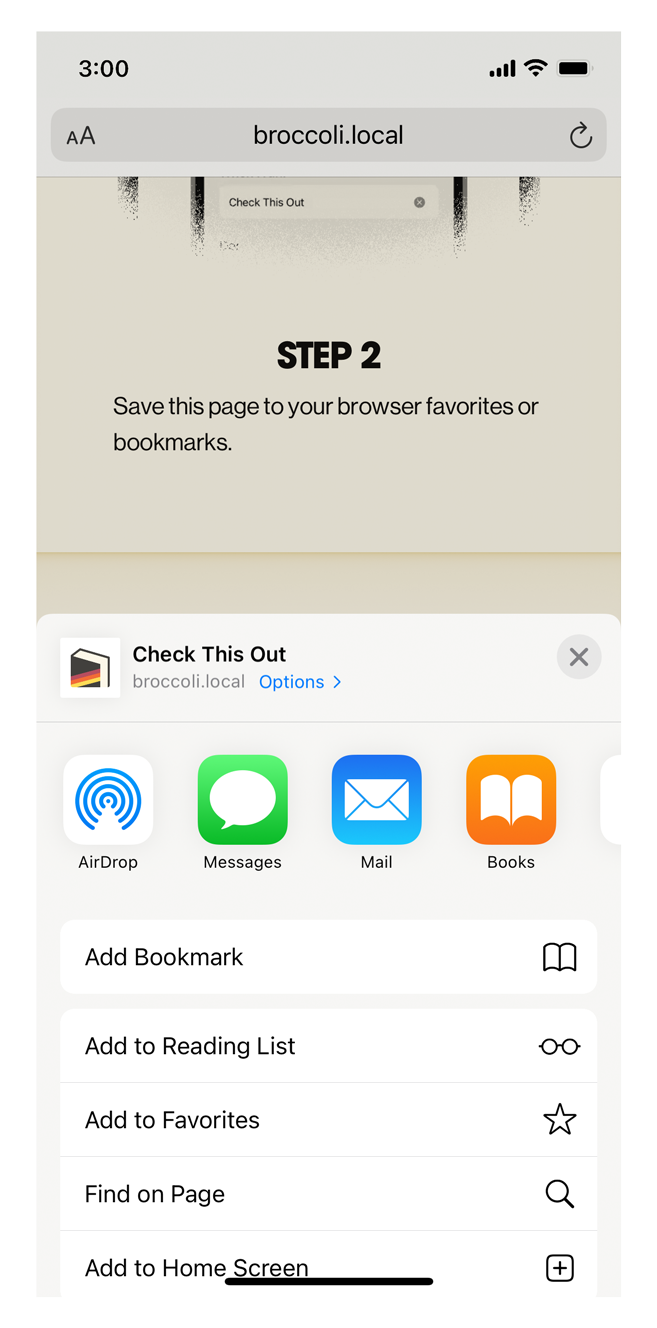 3:00
AA broccoli.local
Check This Out
STEP 2
Save this page to your browser favorites or
bookmarks.
Check This Out
broccoli.local Options >
AirDrop Messages Mail Books
Add Bookmark
Add to Reading List
Add to Favorites
Find on Page
Add to Home Screen